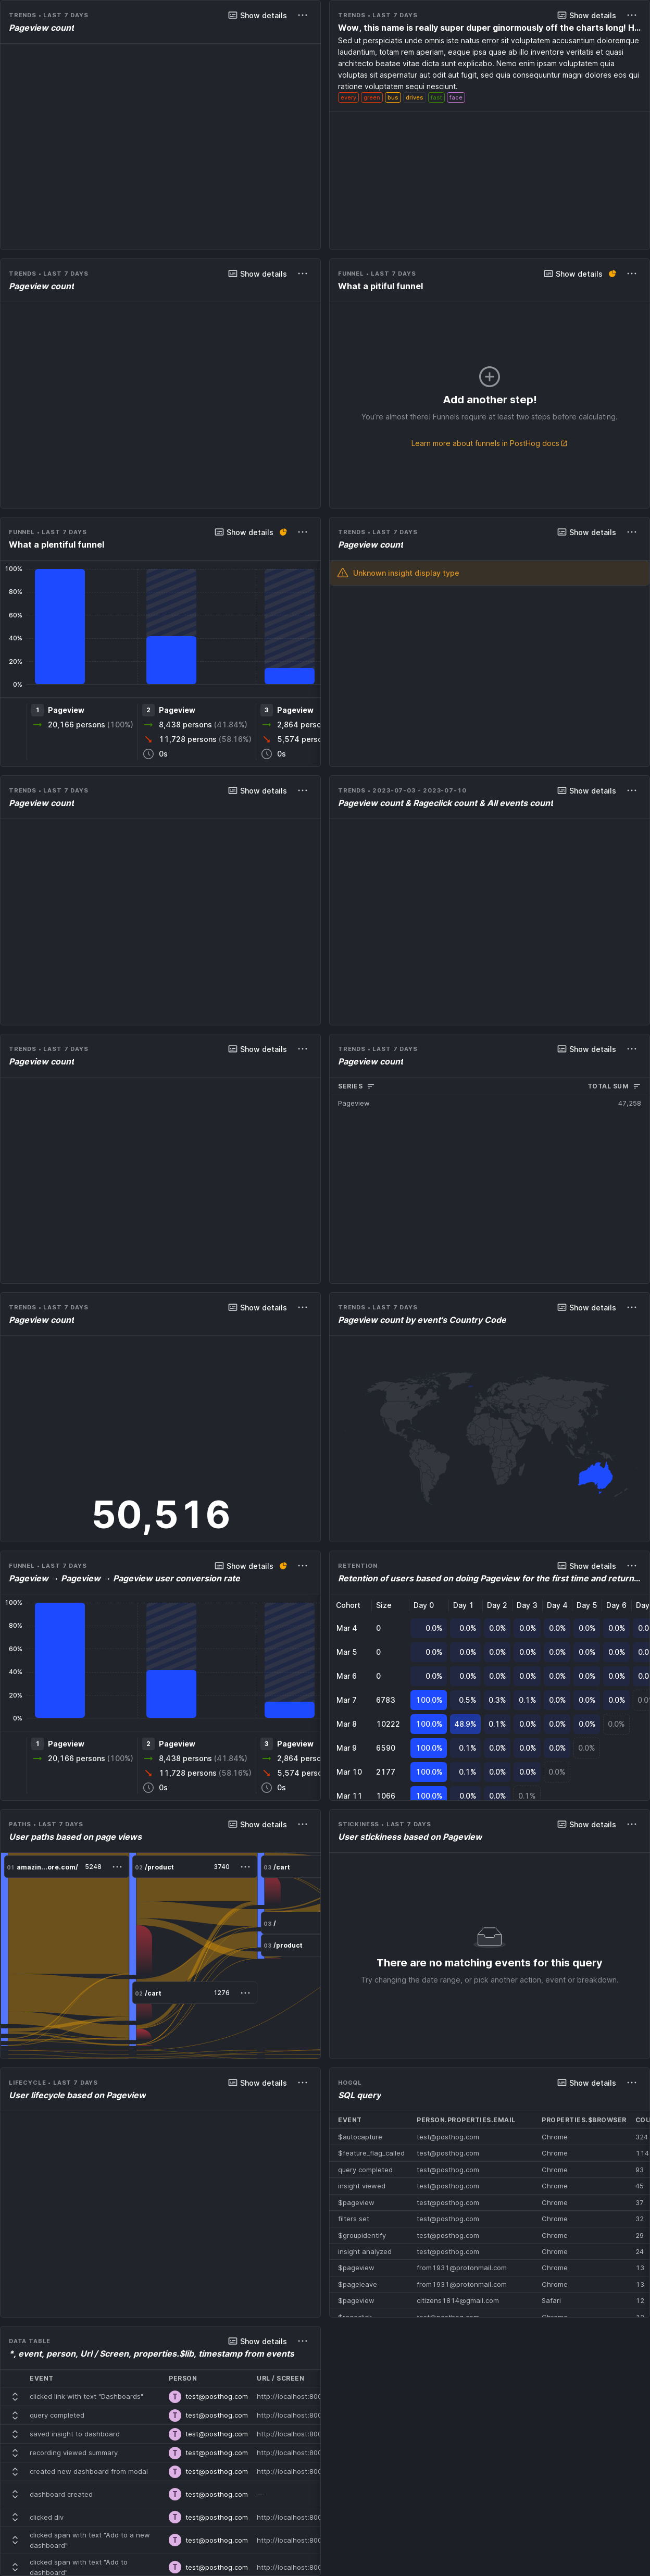 TRENDS • LAST 7 DAYS
Show details
Pageview count
TRENDS • LAST 7 DAYS
Show details
Wow, this name is really super duper ginormously off the charts long! H...
Sed ut perspiciatis unde omnis iste natus error sit voluptatem accusantium doloremque
laudantium, totam rem aperiam, eaque ipsa quae ab illo inventore veritatis et quasi
architecto beatae vitae dicta sunt explicabo. Nemo enim ipsam voluptatem quia
voluptas sit aspernatur aut odit aut fugit, sed quia consequuntur magni dolores eos qui
ratione voluptatem sequi nesciunt.
every green bus drives fast face
TRENDS • LAST 7 DAYS
Show details
Pageview count
FUNNEL • LAST 7 DAYS
Show details
What a pitiful funnel
Add another step!
You're almost there! Funnels require at least two steps before calculating.
Learn more about funnels in PostHog docs
FUNNEL • LAST 7 DAYS
Show details
What a plentiful funnel
100%
80%
60%
40%
20%
0%
1 Pageview
20,166 persons (100%)
2 Pageview
8,438 persons (41.84%)
11,728 persons (58.16%)
0s
3 Pageview
2,864 perso
5,574 perso
0s
TRENDS • LAST 7 DAYS
Show details
Pageview count
Unknown insight display type
TRENDS • LAST 7 DAYS
Show details
Pageview count
TRENDS • 2023-07-03 - 2023-07-10
Show details
Pageview count & Rageclick count & All events count
TRENDS • LAST 7 DAYS
Show details
Pageview count
TRENDS • LAST 7 DAYS
Show details
Pageview count
SERIES TOTAL SUM
Pageview 47,258
TRENDS • LAST 7 DAYS
Show details
Pageview count
50,516
TRENDS • LAST 7 DAYS
Show details
Pageview count by event's Country Code
FUNNEL • LAST 7 DAYS
Show details
Pageview → Pageview → Pageview user conversion rate
100%
80%
60%
40%
20%
0%
1 Pageview
20,166 persons (100%)
2 Pageview
8,438 persons (41.84%)
11,728 persons (58.16%)
0s
3 Pageview
2,864 perso
5,574 perso
0s
RETENTION
Show details
Retention of users based on doing Pageview for the first time and return...
Cohort Size Day 0 Day 1 Day 2 Day 3 Day 4 Day 5 Day 6 Day
Mar 4 0 0.0% 0.0% 0.0% 0.0% 0.0% 0.0% 0.0% 0.0
Mar 5 0 0.0% 0.0% 0.0% 0.0% 0.0% 0.0% 0.0% 0.0
Mar 6 0 0.0% 0.0% 0.0% 0.0% 0.0% 0.0% 0.0% 0.0
Mar 7 6783 100.0% 0.5% 0.3% 0.1% 0.0% 0.0% 0.0% 0.0
Mar 8 10222 100.0% 48.9% 0.1% 0.0% 0.0% 0.0% 0.0%
Mar 9 6590 100.0% 0.1% 0.0% 0.0% 0.0% 0.0%
Mar 10 2177 100.0% 0.1% 0.0% 0.0% 0.0%
Mar 11 1066 100.0% 0.0% 0.0% 0.1%
PATHS • LAST 7 DAYS
Show details
User paths based on page views
01 amazin...ore.com/ 5248
02 /product 3740
03 /cart
03 /
03 /product
02 /cart 1276
STICKINESS • LAST 7 DAYS
Show details
User stickiness based on Pageview
There are no matching events for this query
Try changing the date range, or pick another action, event or breakdown.
LIFECYCLE • LAST 7 DAYS
Show details
User lifecycle based on Pageview
HOGQL
Show details
SQL query
EVENT PERSON.PROPERTIES.EMAIL PROPERTIES.$BROWSER COU
$autocapture test@posthog.com Chrome 324
$feature_flag_called test@posthog.com Chrome 114
query completed test@posthog.com Chrome 93
insight viewed test@posthog.com Chrome 45
$pageview test@posthog.com Chrome 37
filters set test@posthog.com Chrome 32
$groupidentify test@posthog.com Chrome 29
insight analyzed test@posthog.com Chrome 24
$pageview from1931@protonmail.com Chrome 13
$pageleave from1931@protonmail.com Chrome 13
$pageview citizens1814@gmail.com Safari 12
DATA TABLE
Show details
*, event, person, Url / Screen, properties.$lib, timestamp from events
EVENT PERSON URL / SCREEN
clicked link with text "Dashboards" T test@posthog.com http://localhost:800
query completed T test@posthog.com http://localhost:800
saved insight to dashboard T test@posthog.com http://localhost:800
recording viewed summary T test@posthog.com http://localhost:800
created new dashboard from modal T test@posthog.com http://localhost:800
dashboard created T test@posthog.com —
clicked div T test@posthog.com http://localhost:800
clicked span with text "Add to a new
dashboard" T test@posthog.com http://localhost:800
clicked span with text "Add to
dashboard" T test@posthog.com http://localhost:800